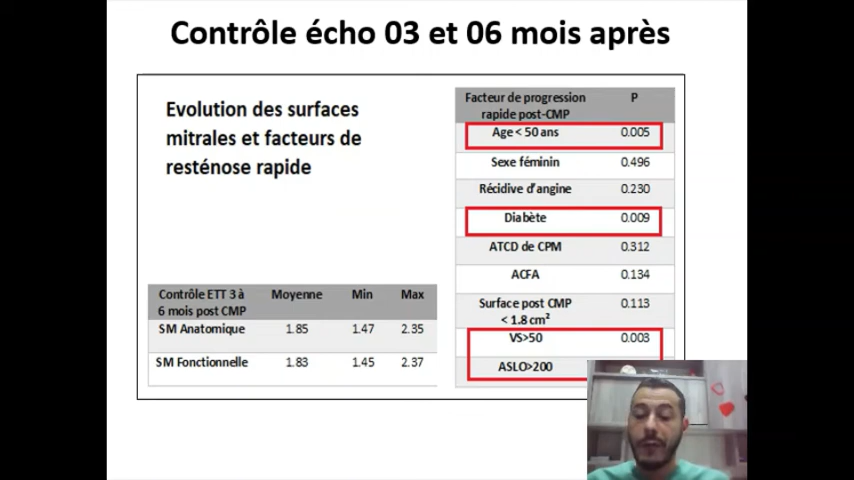 Contrôle écho 03 et 06 mois après
Evolution des surfaces
mitrales et facteurs de
resténose rapide
Contrôle ETT 3 à
6 mois post CMP Moyenne Min Max
SM Anatomique 1.85 1.47 2.35
SM Fonctionnelle 1.83 1.45 2.37
Facteur de progression
rapide post-CMP P
Age < 50 ans 0.005
Sexe féminin 0.496
Récidive d'angine 0.230
Diabète 0.009
ATCD de CPM 0.312
ACFA 0.134
Surface post CMP
< 1.8 cm² 0.113
VS>50 0.003
ASLO>200